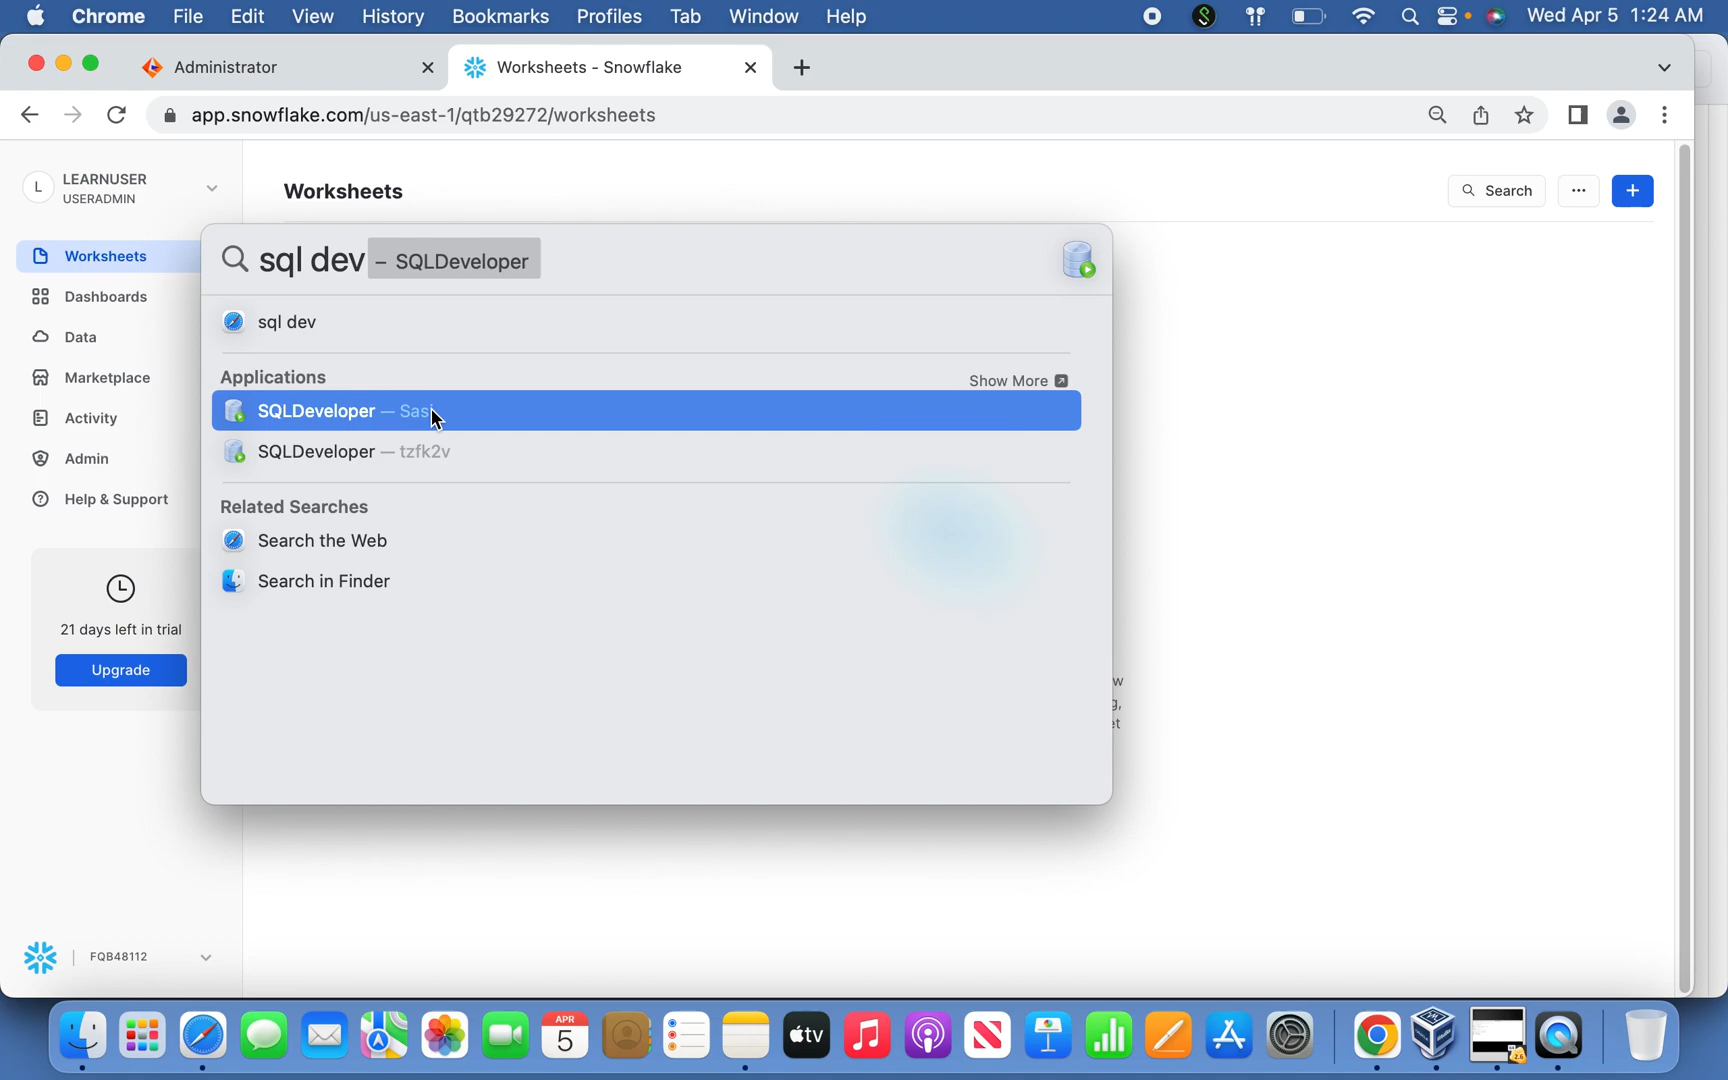 Chrome File Edit View History Bookmarks Profiles Tab Window Help Wed Apr 5 1:24 AM
Administrator Worksheets - Snowflake
app.snowflake.com/us-east-1/qtb29272/worksheets
L LEARNUSER
USERADMIN
Worksheets
Search
Worksheets
Dashboards
Data
Marketplace
Activity
Admin
Help & Support
21 days left in trial
Upgrade
FQB48112
sql dev – SQLDeveloper
sql dev
Applications Show More
SQLDeveloper —
SQLDeveloper — tzfk2v
Related Searches
Search the Web
Search in Finder
APR
5
tv
2.6